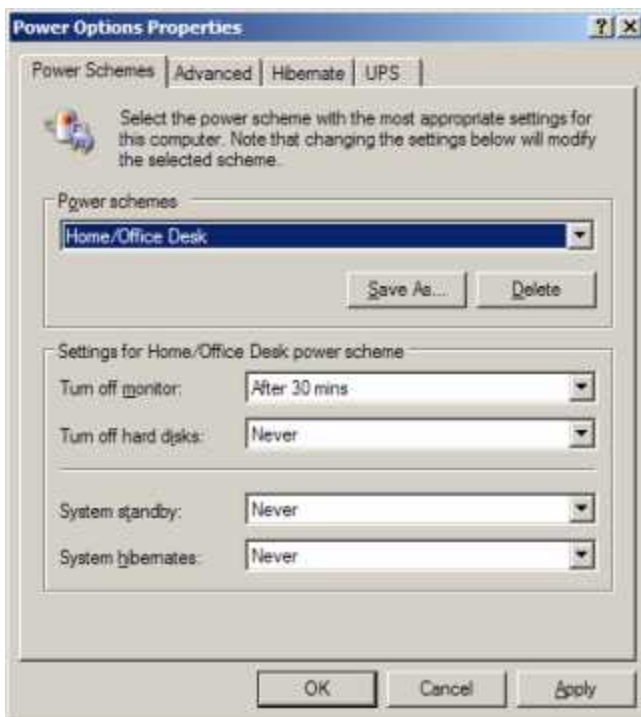 Power Options Properties
Power Schemes Advanced Hibernate UPS
Select the power scheme with the most appropriate settings for
this computer. Note that changing the settings below will modify
the selected scheme.
Power schemes
Home/Office Desk
Save As... Delete
Settings for Home/Office Desk power scheme
Turn off monitor: After 30 mins
Turn off hard disks: Never
System standby: Never
System hibernates: Never
OK Cancel Apply